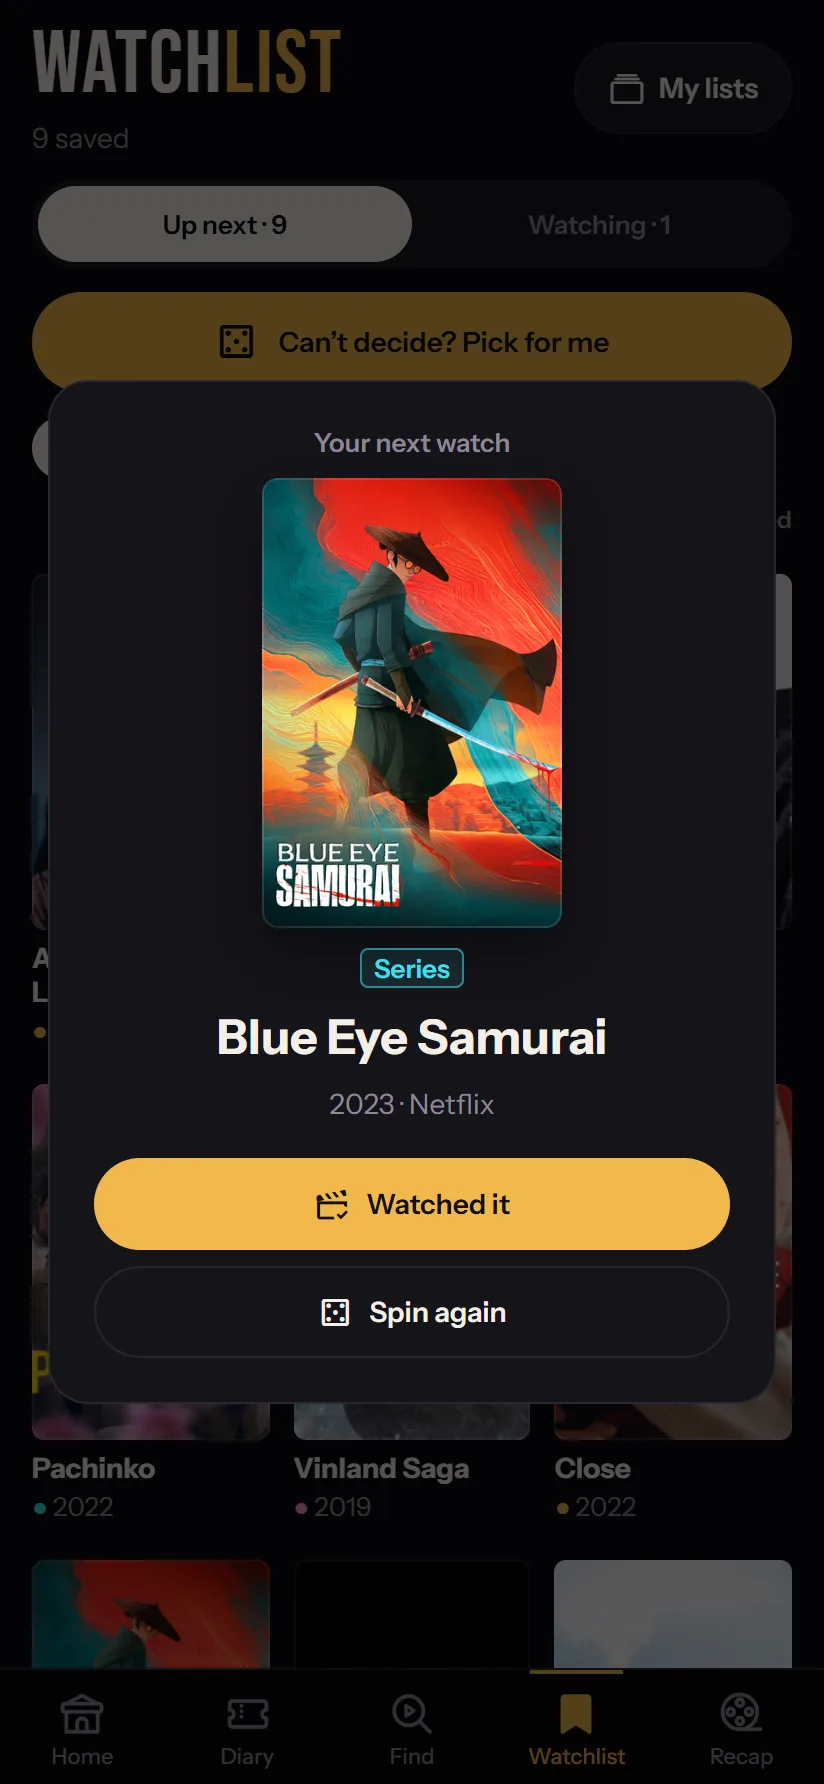 WATCHLIST
My lists
9 saved
Up next · 9
Watching · 1
Can't decide? Pick for me
Your next watch
BLUE EYE
SAMURAI
Series
Blue Eye Samurai
2023 · Netflix
Watched it
Spin again
Pachinko
Vinland Saga
Close
2022
2019
2022
Home
Diary
Find
Watchlist
Recap